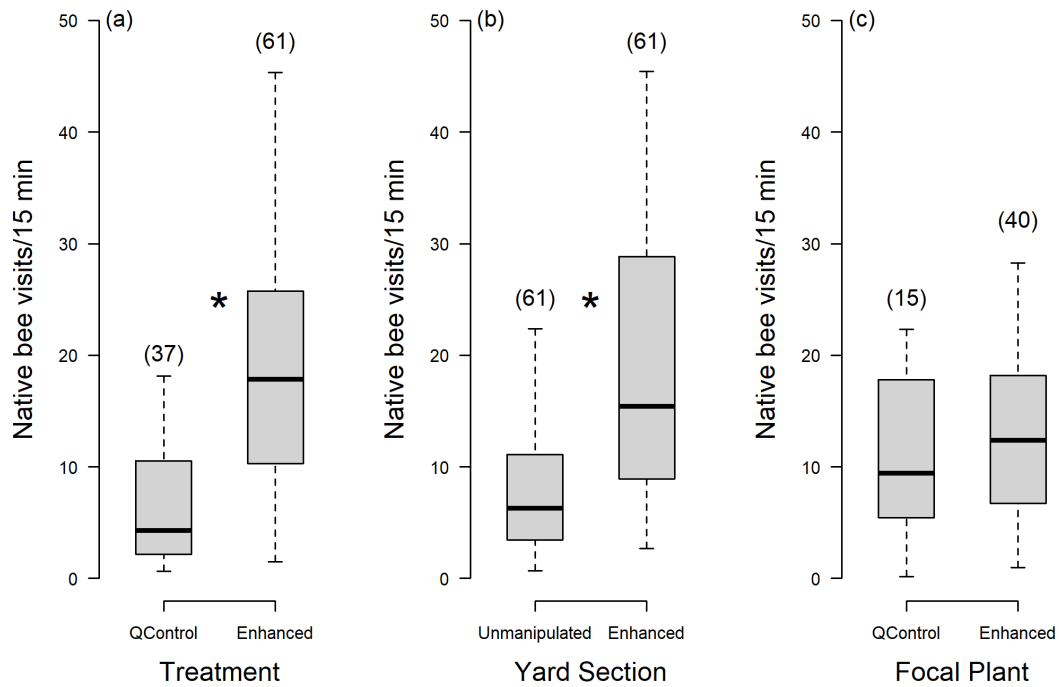 (a)
Native bee visits/15 min
50
40
30
20
10
0
(37)
*
(61)
QControl
Enhanced
Treatment
(b)
Native bee visits/15 min
50
40
30
20
10
0
(61)
*
(61)
Unmanipulated
Enhanced
Yard Section
(c)
Native bee visits/15 min
50
40
30
20
10
0
(15)
(40)
QControl
Enhanced
Focal Plant